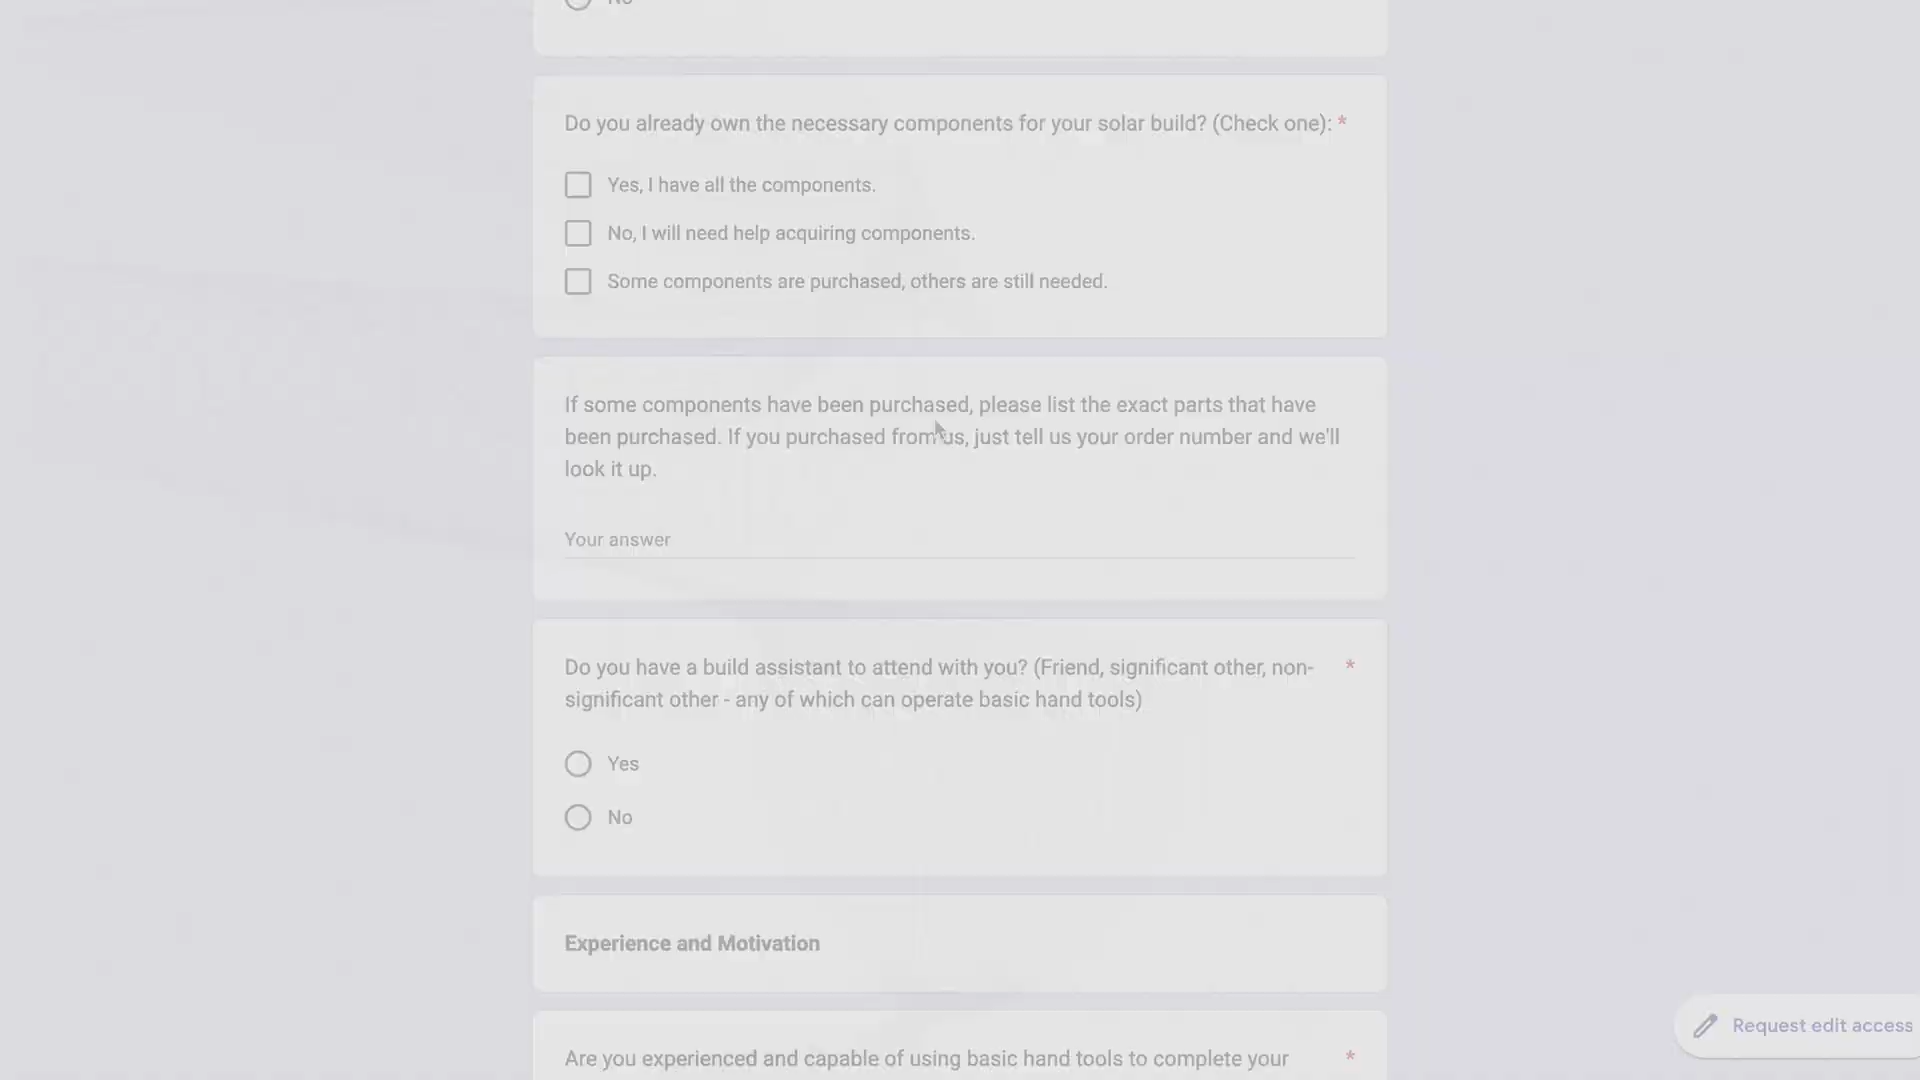 No
Do you already own the necessary components for your solar build? (Check one): *
Yes, I have all the components.
No, I will need help acquiring components.
Some components are purchased, others are still needed.
If some components have been purchased, please list the exact parts that have
been purchased. If you purchased from us, just tell us your order number and we'll
look it up.
Your answer
Do you have a build assistant to attend with you? (Friend, significant other, non- *
significant other - any of which can operate basic hand tools)
Yes
No
Experience and Motivation
Are you experienced and capable of using basic hand tools to complete your *
Request edit access